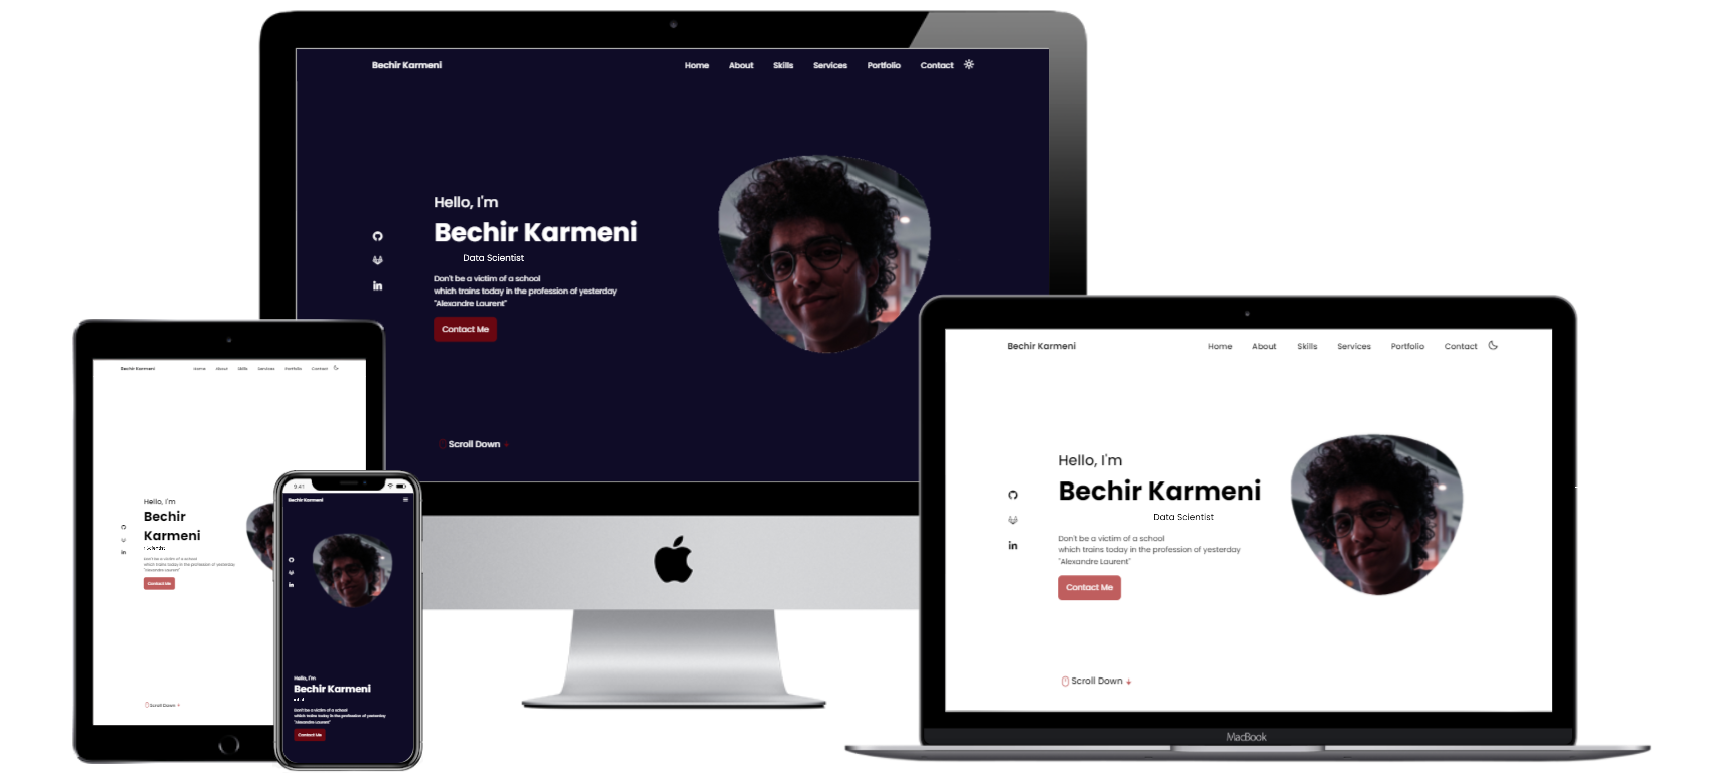 Bechir Karmeni
Home About Skills Services Portfolio Contact
Hello, I'm
Bechir Karmeni
Data Scientist
Don't be a victim of a school
which trains today in the profession of yesterday
"Alexandre Laurent"
Contact Me
Scroll Down
Bechir Karmeni
Home About Skills Services Portfolio Contact
Hello, I'm
Bechir
Karmeni
Don't be a victim of a school
which trains today in the profession of yesterday
"Alexandre Laurent"
Contact Me
Scroll Down
9:41
Bechir Karmeni
Hello, I'm
Bechir Karmeni
Don't be a victim of a school
which trains today in the profession of yesterday
"Alexandre Laurent"
Contact Me
Bechir Karmeni
Home About Skills Services Portfolio Contact
Hello, I'm
Bechir Karmeni
Data Scientist
Don't be a victim of a school
which trains today in the profession of yesterday
"Alexandre Laurent"
Contact Me
Scroll Down
MacBook